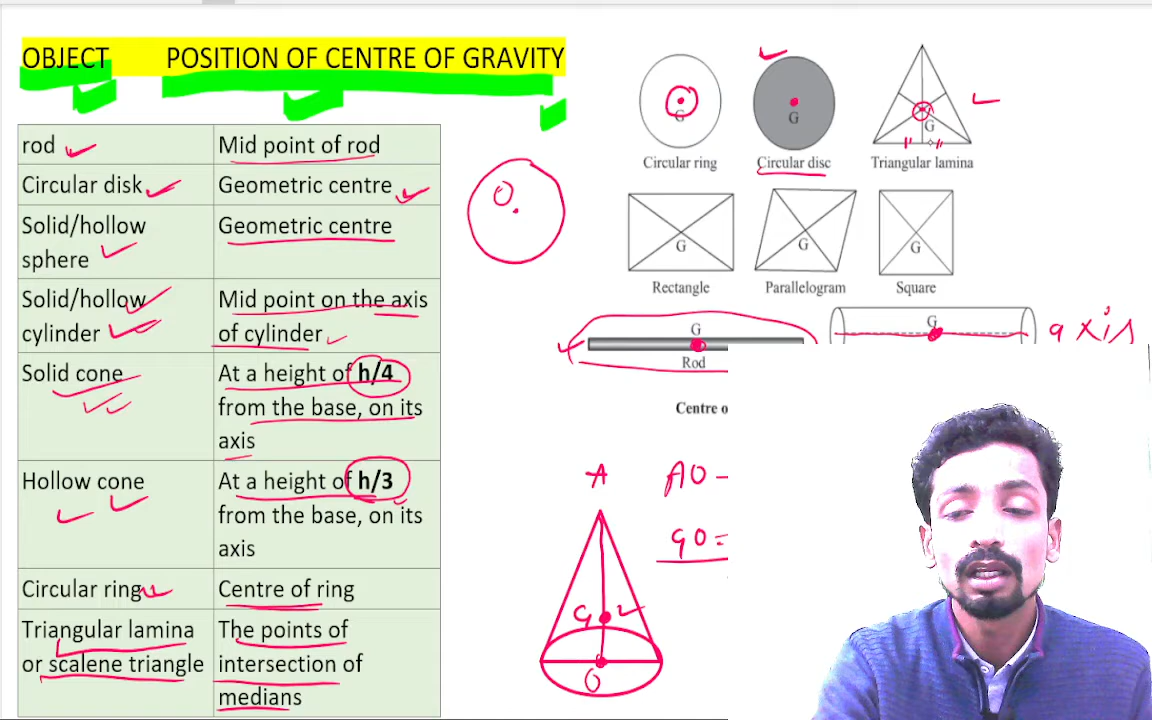 OBJECT POSITION OF CENTRE OF GRAVITY
rod Mid point of rod
Circular disk Geometric centre
Solid/hollow sphere Geometric centre
Solid/hollow cylinder Mid point on the axis of cylinder
Solid cone At a height of h/4 from the base, on its axis
Hollow cone At a height of h/3 from the base, on its axis
Circular ring Centre of ring
Triangular lamina or scalene triangle The points of intersection of medians
O
G G G
Circular ring Circular disc Triangular lamina
G G G
Rectangle Parallelogram Square
G G axis
Rod
Centre o
A AO -
GO=
G
O